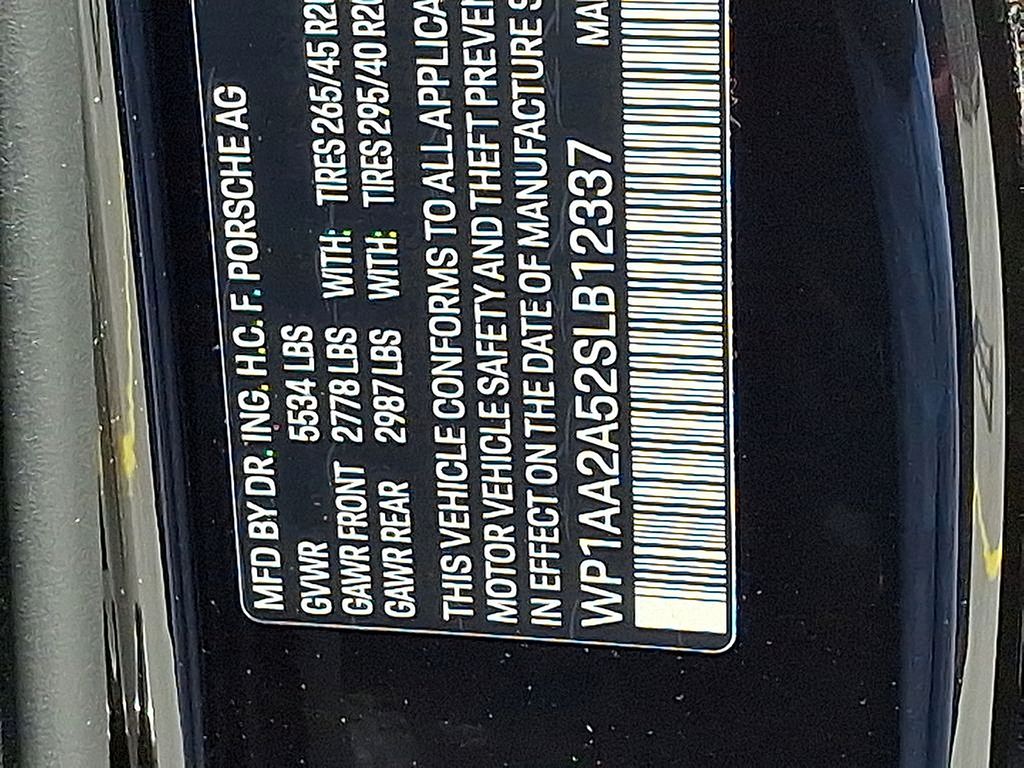 MFD BY DR. ING. H.C. F. PORSCHE AG
GVWR 5534 LBS
GAWR FRONT 2778 LBS WITH: TIRES 265/45 R20
GAWR REAR 2987 LBS WITH: TIRES 295/40 R20
THIS VEHICLE CONFORMS TO ALL
MOTOR VEHICLE SAFETY AND THEFT
IN EFFECT ON THE DATE OF MANUFACTURE
WP1AA2A52SLB12337